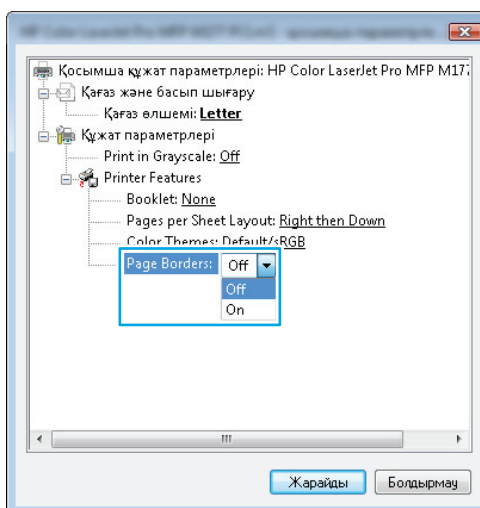 Қосымша құжат параметрлері: HP Color LaserJet Pro MFP M177
Қағаз және басып шығару
Қағаз өлшемі: Letter
Құжат параметрлері
Print in Grayscale: Off
Printer Features
Booklet: None
Pages per Sheet Layout: Right then Down
Color Themes: Default/sRGB
Page Borders: Off
Off
On
Жарайды Болдырмау